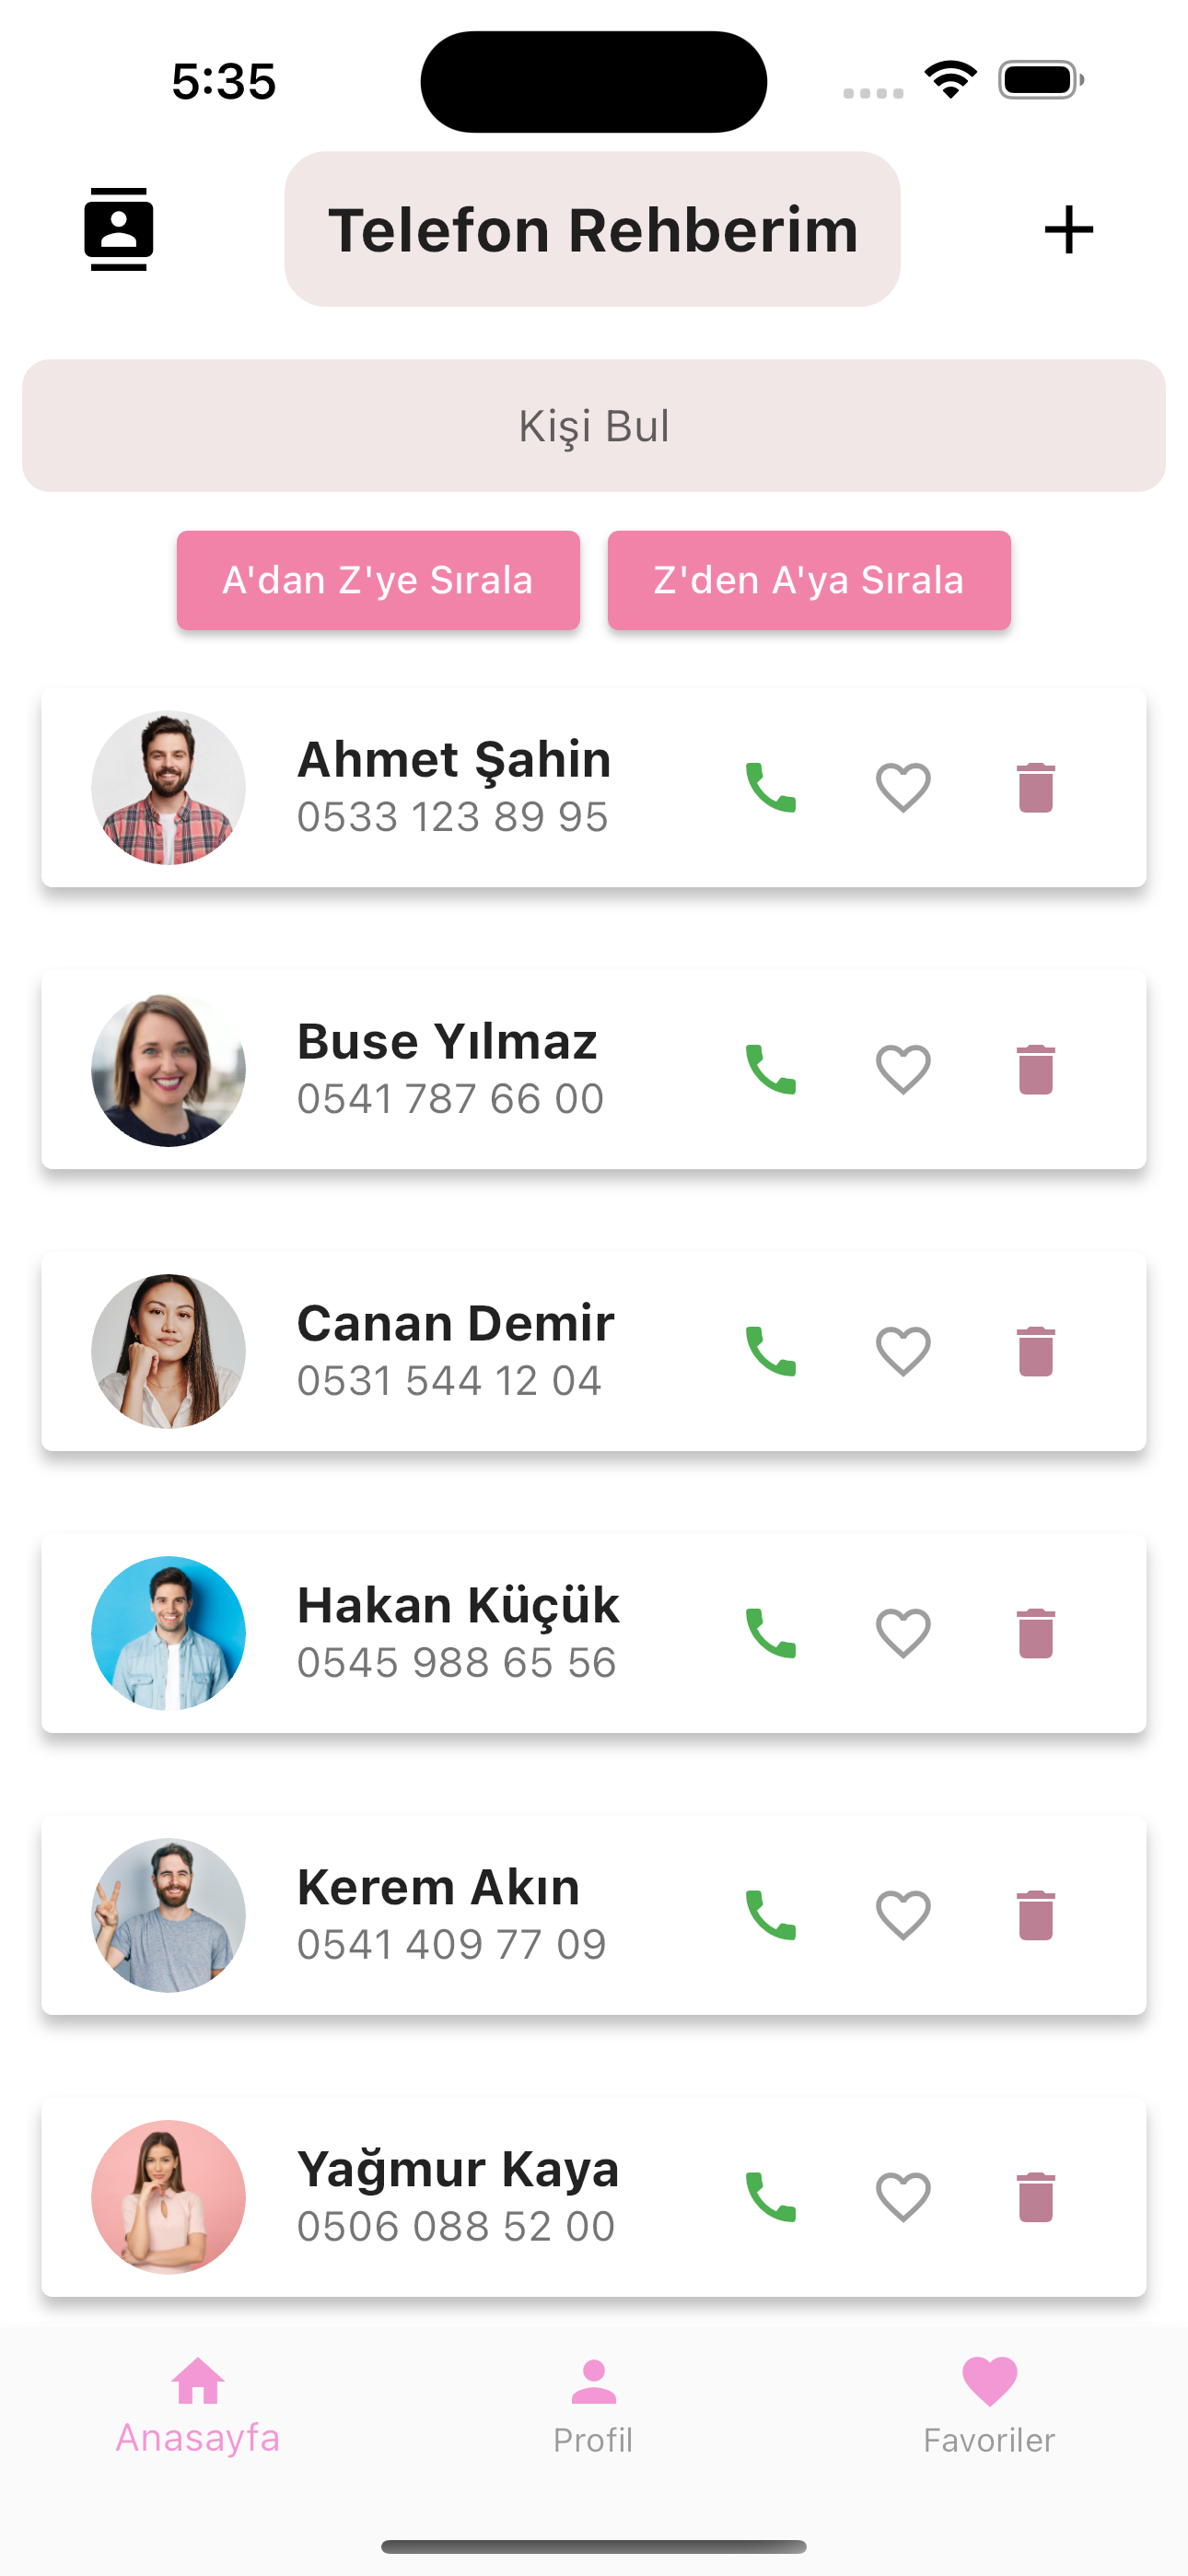 5:35
Telefon Rehberim
Kişi Bul
A'dan Z'ye Sırala
Z'den A'ya Sırala
Ahmet Şahin
0533 123 89 95
Buse Yılmaz
0541 787 66 00
Canan Demir
0531 544 12 04
Hakan Küçük
0545 988 65 56
Kerem Akın
0541 409 77 09
Yağmur Kaya
0506 088 52 00
Anasayfa
Profil
Favoriler